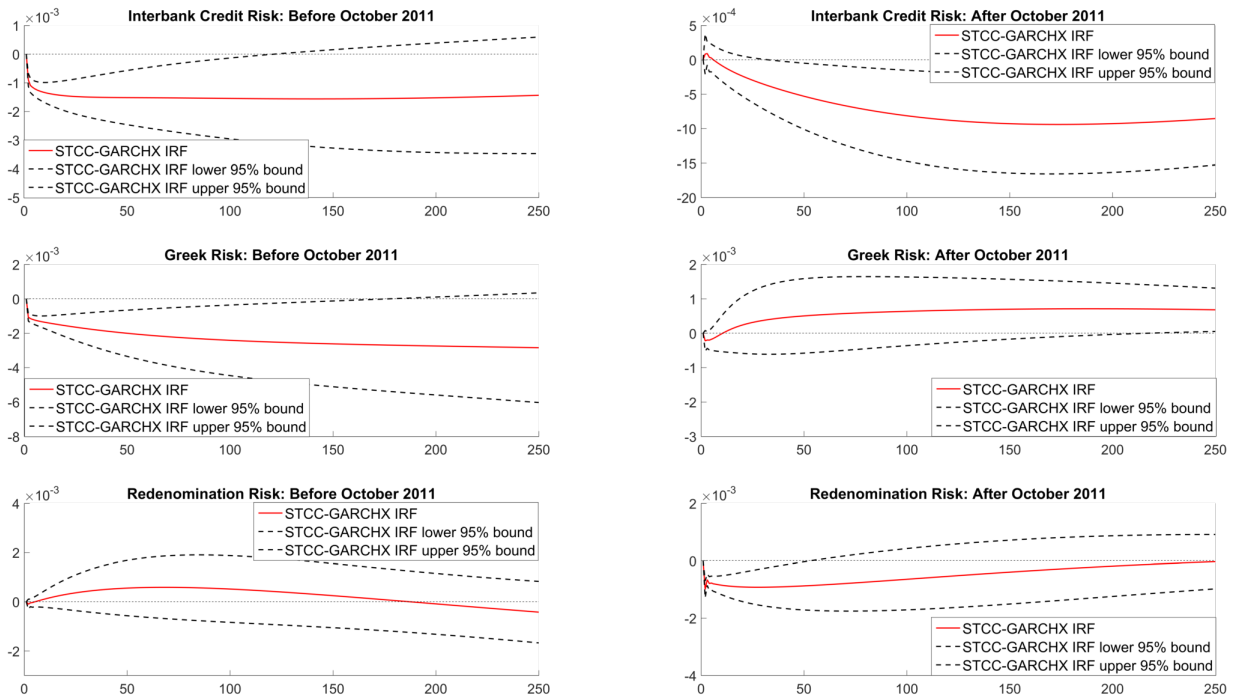 Interbank Credit Risk: Before October 2011
×10⁻³
1
0
-1
-2
-3
-4
-5
STCC-GARCHX IRF
STCC-GARCHX IRF lower 95% bound
STCC-GARCHX IRF upper 95% bound
0 50 100 150 200 250
Interbank Credit Risk: After October 2011
×10⁻⁴
5
0
-5
-10
-15
-20
STCC-GARCHX IRF
STCC-GARCHX IRF lower 95% bound
STCC-GARCHX IRF upper 95% bound
0 50 100 150 200 250
Greek Risk: Before October 2011
×10⁻³
2
0
-2
-4
-6
-8
STCC-GARCHX IRF
STCC-GARCHX IRF lower 95% bound
STCC-GARCHX IRF upper 95% bound
0 50 100 150 200 250
Greek Risk: After October 2011
×10⁻³
2
1
0
-1
-2
-3
STCC-GARCHX IRF
STCC-GARCHX IRF lower 95% bound
STCC-GARCHX IRF upper 95% bound
0 50 100 150 200 250
Redenomination Risk: Before October 2011
×10⁻³
4
2
0
-2
STCC-GARCHX IRF
STCC-GARCHX IRF lower 95% bound
STCC-GARCHX IRF upper 95% bound
0 50 100 150 200 250
Redenomination Risk: After October 2011
×10⁻³
2
0
-2
-4
STCC-GARCHX IRF
STCC-GARCHX IRF lower 95% bound
STCC-GARCHX IRF upper 95% bound
0 50 100 150 200 250